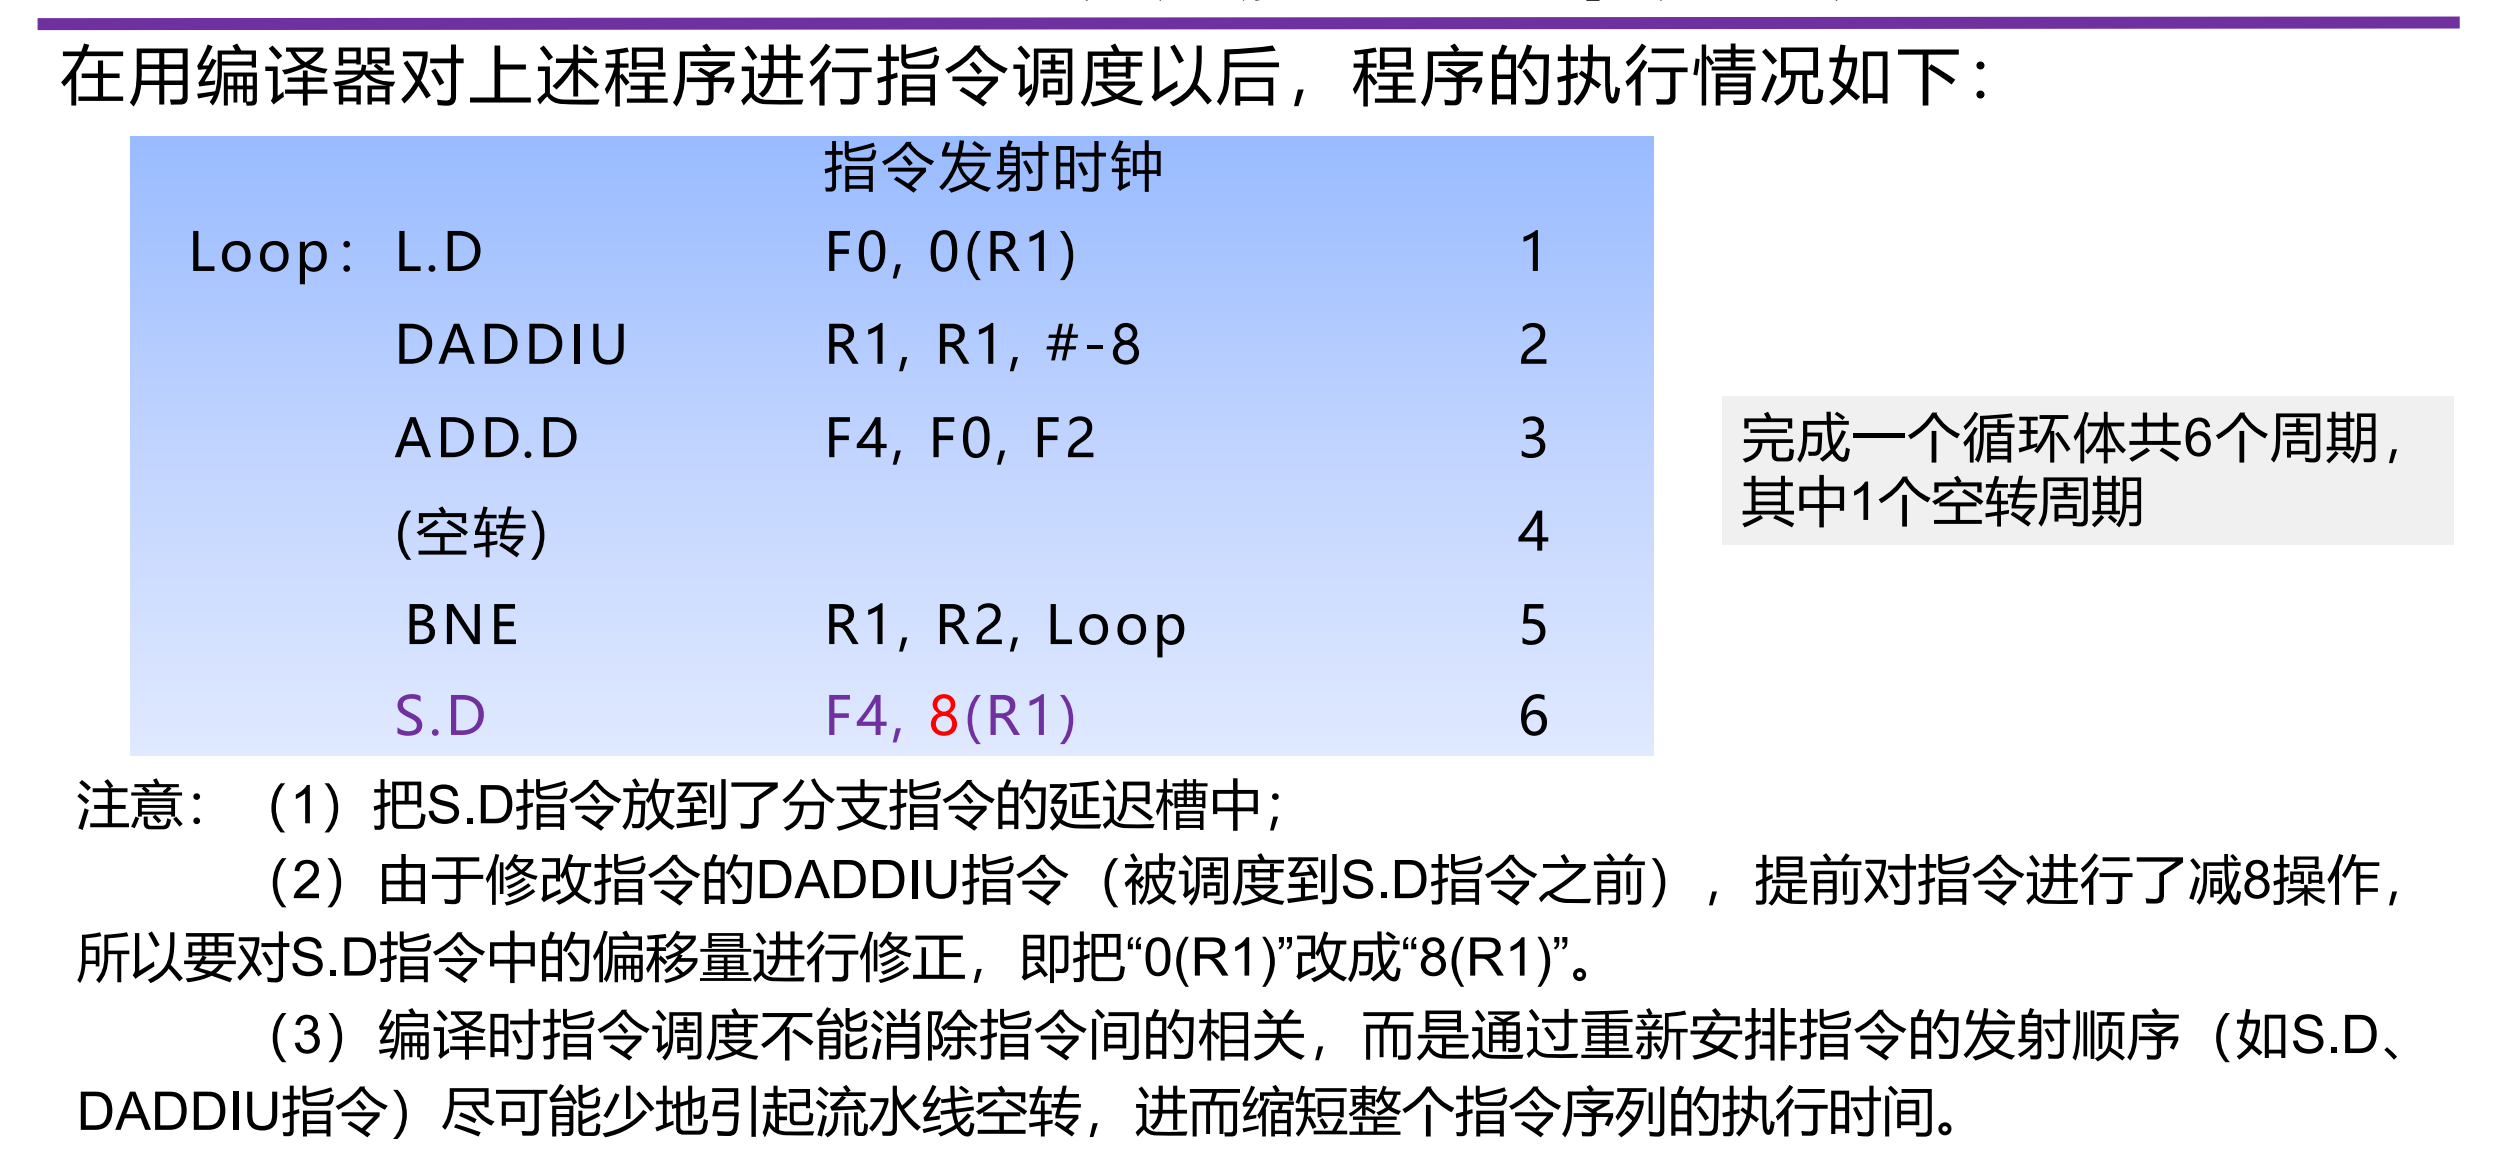 在用编译器对上述程序进行指令调度以后，程序的执行情况如下：
指令发射时钟
Loop: L.D F0, 0(R1) 1
DADDIU R1, R1, #-8 2
ADD.D F4, F0, F2 3
(空转) 4
BNE R1, R2, Loop 5
S.D F4, 8(R1) 6
完成一个循环共6个周期，
其中1个空转周期
注意：（1）把S.D指令放到了分支指令的延迟槽中；
（2）由于修改指针的DADDIU指令（被调度到S.D指令之前），提前对指令进行了减8操作，
所以要对S.D指令中的偏移量进行修正，即把“0(R1)”改成“8(R1)”。
（3）编译时指令调度不能消除指令间的相关，而是通过重新安排指令的发射顺序（如S.D、
DADDIU指令）尽可能少地引起流水线空转，进而缩短整个指令序列的执行时间。